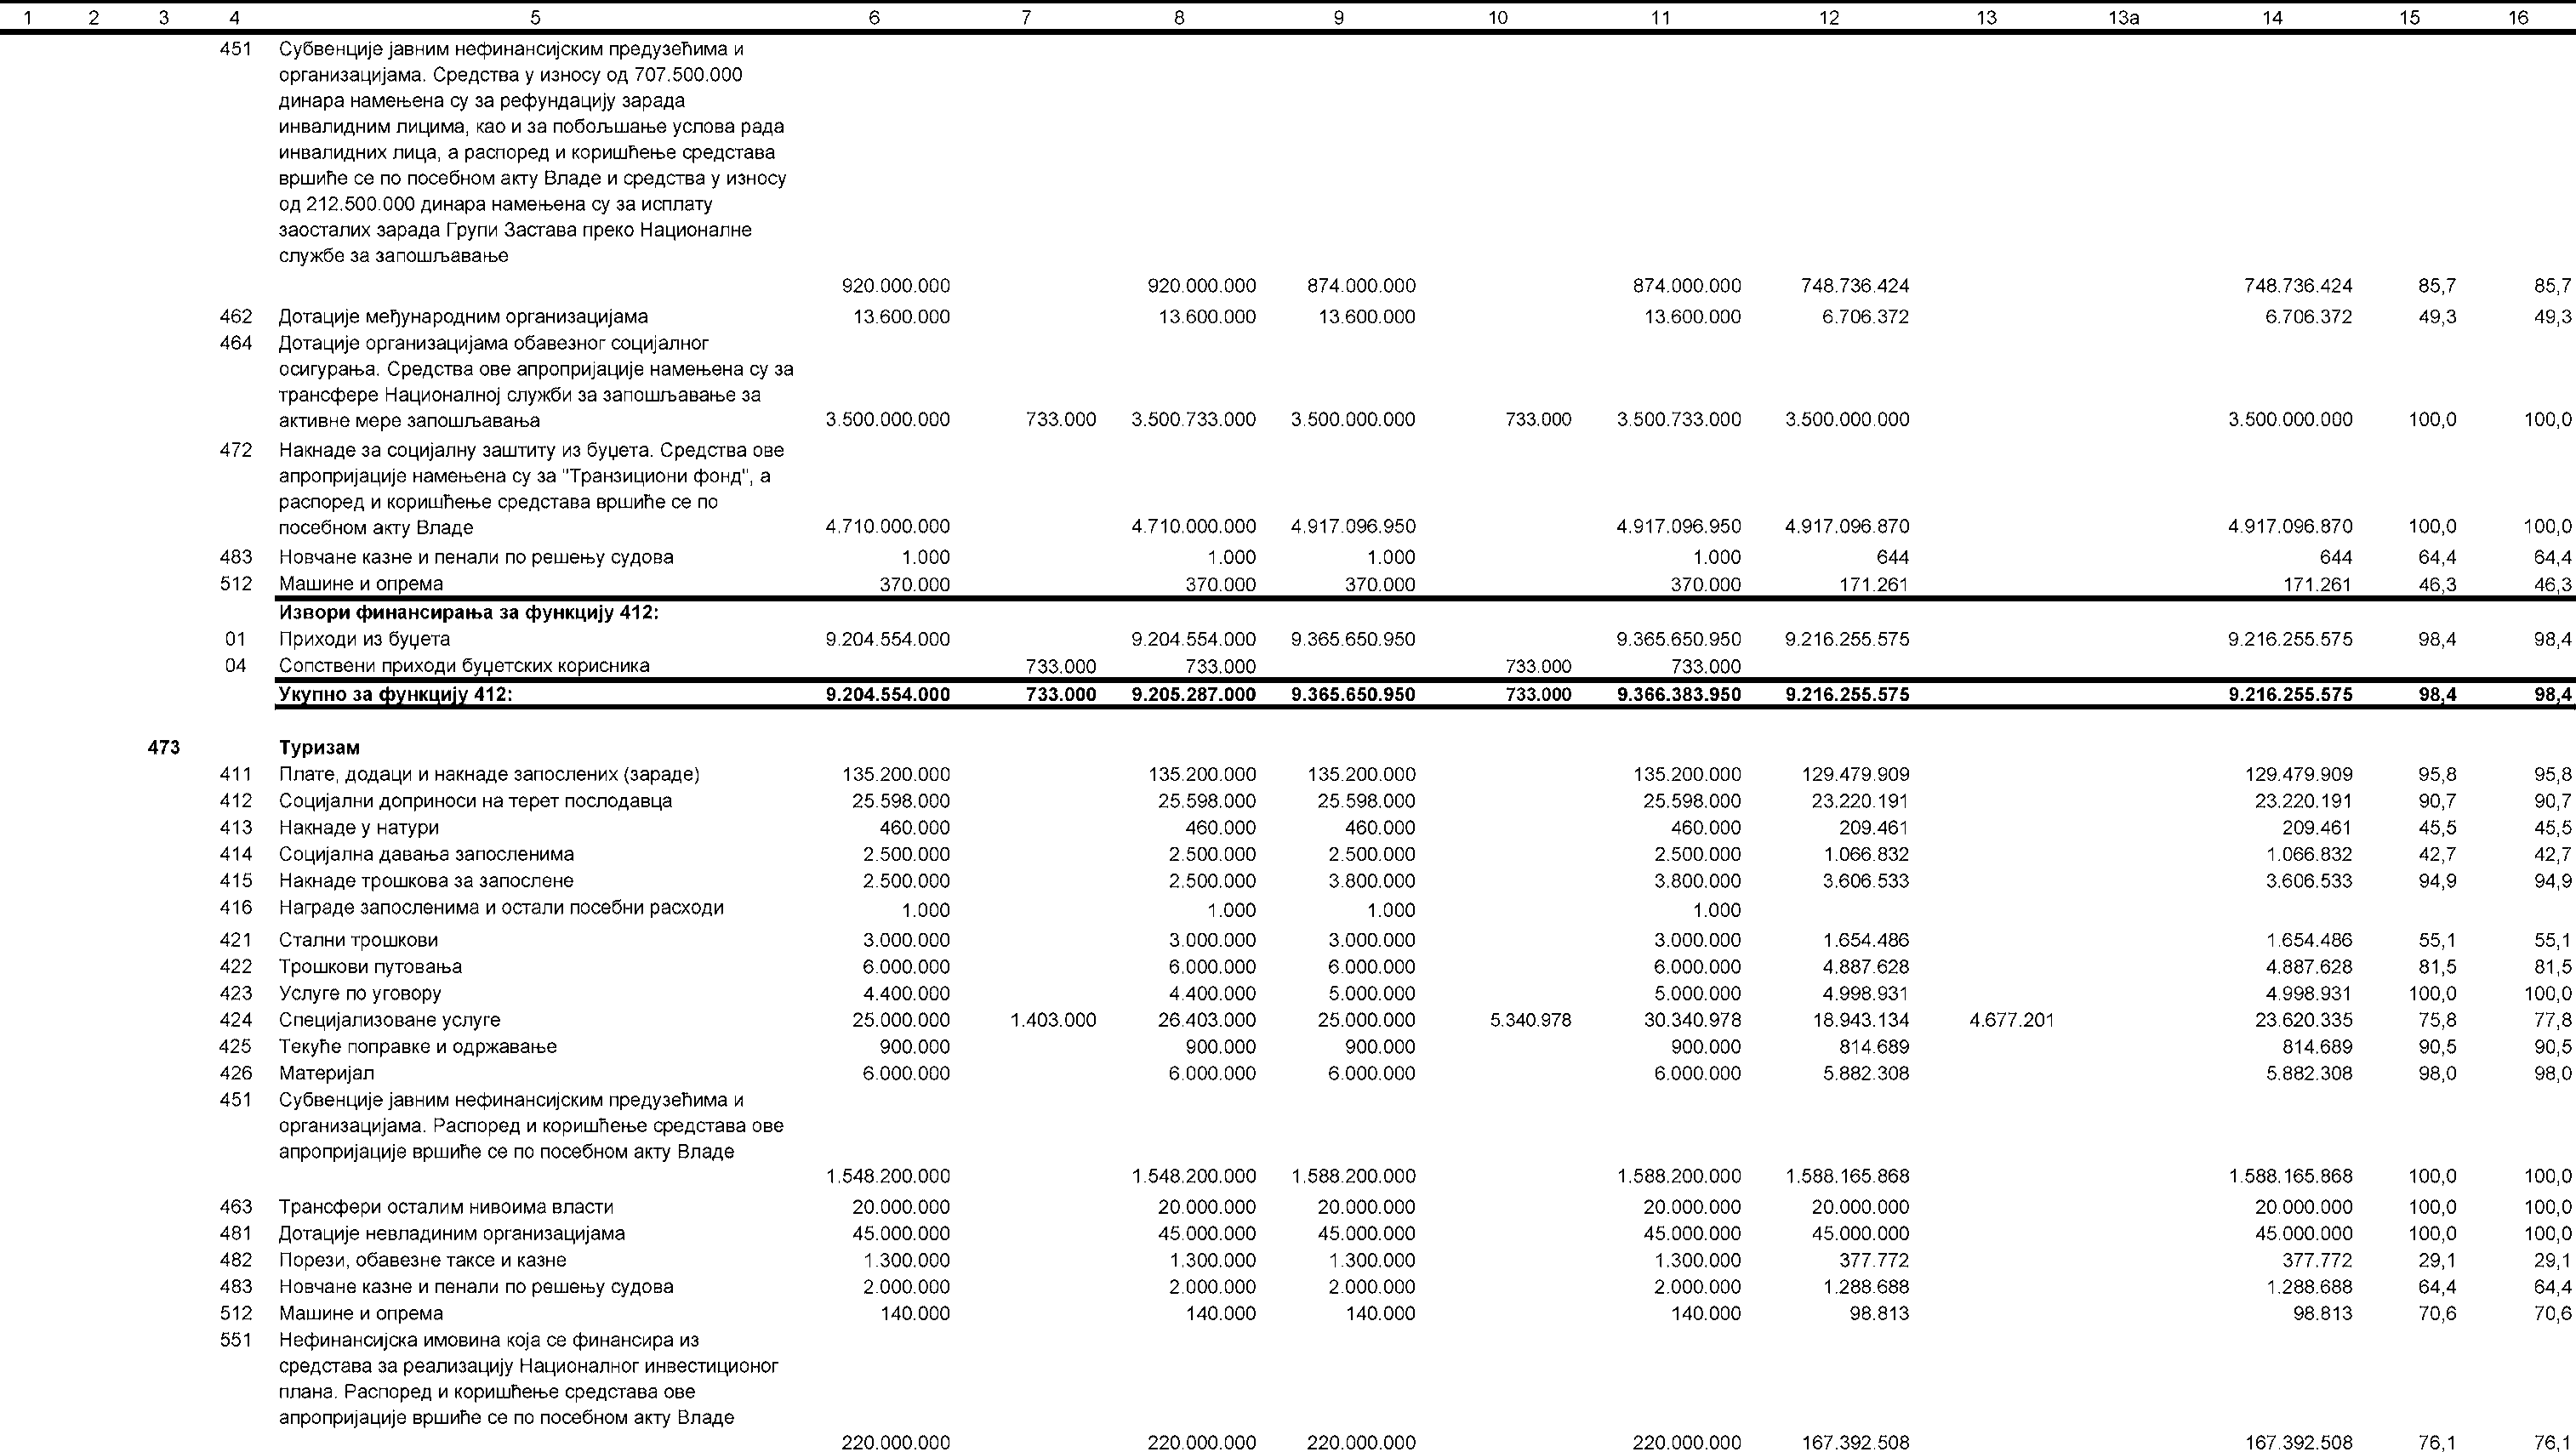 1 2 3 4 5 6 7 8 9 10 11 12 13 13a 14 15 16
451 Субвенције јавним нефинансијским предузећима и
организацијама. Средства у износу од 707.500.000
динара намењена су за рефундацију зарада
инвалидним лицима, као и за побољшање услова рада
инвалидних лица, а распоред и коришћење средстава
вршиће се по посебном акту Владе и средства у износу
од 212.500.000 динара намењена су за исплату
заосталих зарада Групи Застава преко Националне
службе за запошљавање
920.000.000 920.000.000 874.000.000 874.000.000 748.736.424 748.736.424 85,7 85,7
462 Дотације међународним организацијама 13.600.000 13.600.000 13.600.000 13.600.000 6.706.372 6.706.372 49,3 49,3
464 Дотације организацијама обавезног социјалног
осигурања. Средства ове апропријације намењена су за
трансфере Националној служби за запошљавање за
активне мере запошљавања 3.500.000.000 733.000 3.500.733.000 3.500.000.000 733.000 3.500.733.000 3.500.000.000 3.500.000.000 100,0 100,0
472 Накнаде за социјалну заштиту из буџета. Средства ове
апропријације намењена су за "Транзициони фонд", а
распоред и коришћење средстава вршиће се по
посебном акту Владе 4.710.000.000 4.710.000.000 4.917.096.950 4.917.096.950 4.917.096.870 4.917.096.870 100,0 100,0
483 Новчане казне и пенали по решењу судова 1.000 1.000 1.000 1.000 644 644 64,4 64,4
512 Машине и опрема 370.000 370.000 370.000 370.000 171.261 171.261 46,3 46,3
Извори финансирања за функцију 412:
01 Приходи из буџета 9.204.554.000 9.204.554.000 9.365.650.950 9.365.650.950 9.216.255.575 9.216.255.575 98,4 98,4
04 Сопствени приходи буџетских корисника 733.000 733.000 733.000 733.000
Укупно за функцију 412: 9.204.554.000 733.000 9.205.287.000 9.365.650.950 733.000 9.366.383.950 9.216.255.575 9.216.255.575 98,4 98,4
473 Туризам
411 Плате, додаци и накнаде запослених (зараде) 135.200.000 135.200.000 135.200.000 135.200.000 129.479.909 129.479.909 95,8 95,8
412 Социјални доприноси на терет послодавца 25.598.000 25.598.000 25.598.000 25.598.000 23.220.191 23.220.191 90,7 90,7
413 Накнаде у натури 460.000 460.000 460.000 460.000 209.461 209.461 45,5 45,5
414 Социјална давања запосленима 2.500.000 2.500.000 2.500.000 2.500.000 1.066.832 1.066.832 42,7 42,7
415 Накнаде трошкова за запослене 2.500.000 2.500.000 3.800.000 3.800.000 3.606.533 3.606.533 94,9 94,9
416 Награде запосленима и остали посебни расходи 1.000 1.000 1.000 1.000
421 Стални трошкови 3.000.000 3.000.000 3.000.000 3.000.000 1.654.486 1.654.486 55,1 55,1
422 Трошкови путовања 6.000.000 6.000.000 6.000.000 6.000.000 4.887.628 4.887.628 81,5 81,5
423 Услуге по уговору 4.400.000 4.400.000 5.000.000 5.000.000 4.998.931 4.998.931 100,0 100,0
424 Специјализоване услуге 25.000.000 1.403.000 26.403.000 25.000.000 5.340.978 30.340.978 18.943.134 4.677.201 23.620.335 75,8 77,8
425 Текуће поправке и одржавање 900.000 900.000 900.000 900.000 814.689 814.689 90,5 90,5
426 Материјал 6.000.000 6.000.000 6.000.000 6.000.000 5.882.308 5.882.308 98,0 98,0
451 Субвенције јавним нефинансијским предузећима и
организацијама. Распоред и коришћење средстава ове
апропријације вршиће се по посебном акту Владе
1.548.200.000 1.548.200.000 1.588.200.000 1.588.200.000 1.588.165.868 1.588.165.868 100,0 100,0
463 Трансфери осталим нивоима власти 20.000.000 20.000.000 20.000.000 20.000.000 20.000.000 20.000.000 100,0 100,0
481 Дотације невладиним организацијама 45.000.000 45.000.000 45.000.000 45.000.000 45.000.000 45.000.000 100,0 100,0
482 Порези, обавезне таксе и казне 1.300.000 1.300.000 1.300.000 1.300.000 377.772 377.772 29,1 29,1
483 Новчане казне и пенали по решењу судова 2.000.000 2.000.000 2.000.000 2.000.000 1.288.688 1.288.688 64,4 64,4
512 Машине и опрема 140.000 140.000 140.000 140.000 98.813 98.813 70,6 70,6
551 Нефинансијска имовина која се финансира из
средстава за реализацију Националног инвестиционог
плана. Распоред и коришћење средстава ове
апропријације вршиће се по посебном акту Владе
220.000.000 220.000.000 220.000.000 220.000.000 167.392.508 167.392.508 76,1 76,1